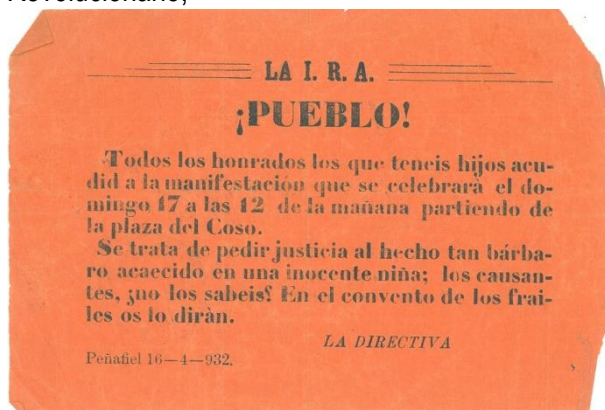 Revolucionario,
LA I. R. A.
¡PUEBLO!
Todos los honrados los que teneis hijos acu-
did a la manifestación que se celebrarà el do-
mingo 17 a las 12 de la mañana partiendo de
la plaza del Coso.
Se trata de pedir justicia al hecho tan bárba-
ro acaecido en una inocente niña; los causan-
tes, ¿no los sabeis? En el convento de los frai-
les os lo diràn.
LA DIRECTIVA
Peñafiel 16—4—932.